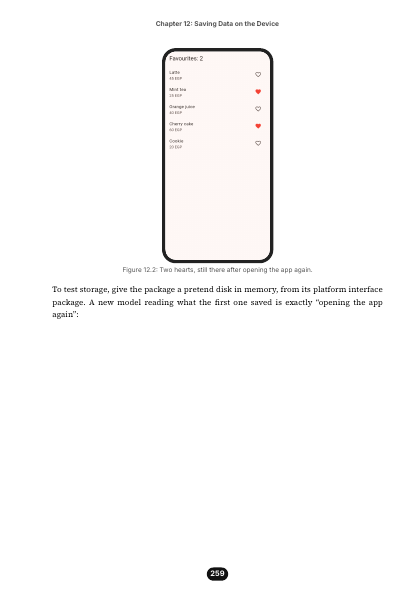 Chapter 12: Saving Data on the Device
Favourites: 2
Latte
45 EGP
Mint tea
25 EGP
Orange juice
40 EGP
Cherry cake
60 EGP
Cookie
20 EGP
Figure 12.2: Two hearts, still there after opening the app again.
To test storage, give the package a pretend disk in memory, from its platform interface
package. A new model reading what the first one saved is exactly “opening the app
again”:
259